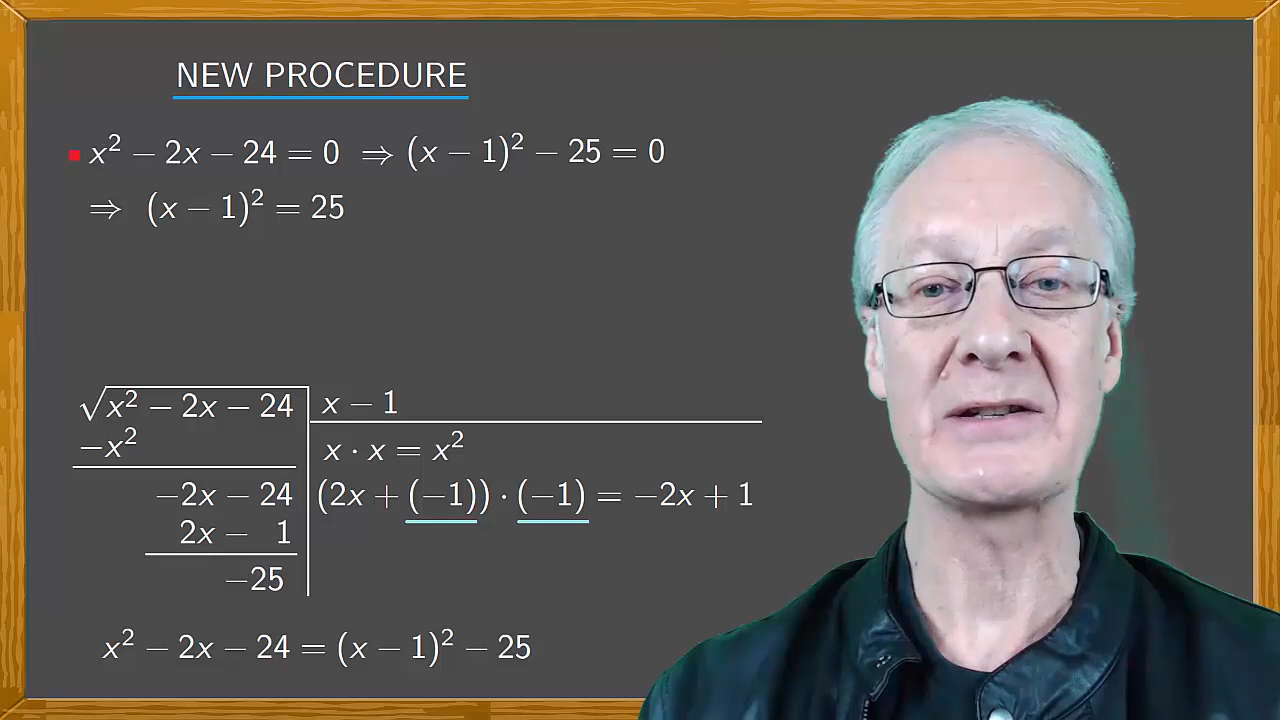 NEW PROCEDURE
x² − 2x − 24 = 0 ⇒ (x − 1)² − 25 = 0
⇒ (x − 1)² = 25
√x² − 2x − 24 x − 1
−x² x · x = x²
−2x − 24 (2x + (−1)) · (−1) = −2x + 1
2x − 1
−25
x² − 2x − 24 = (x − 1)² − 25